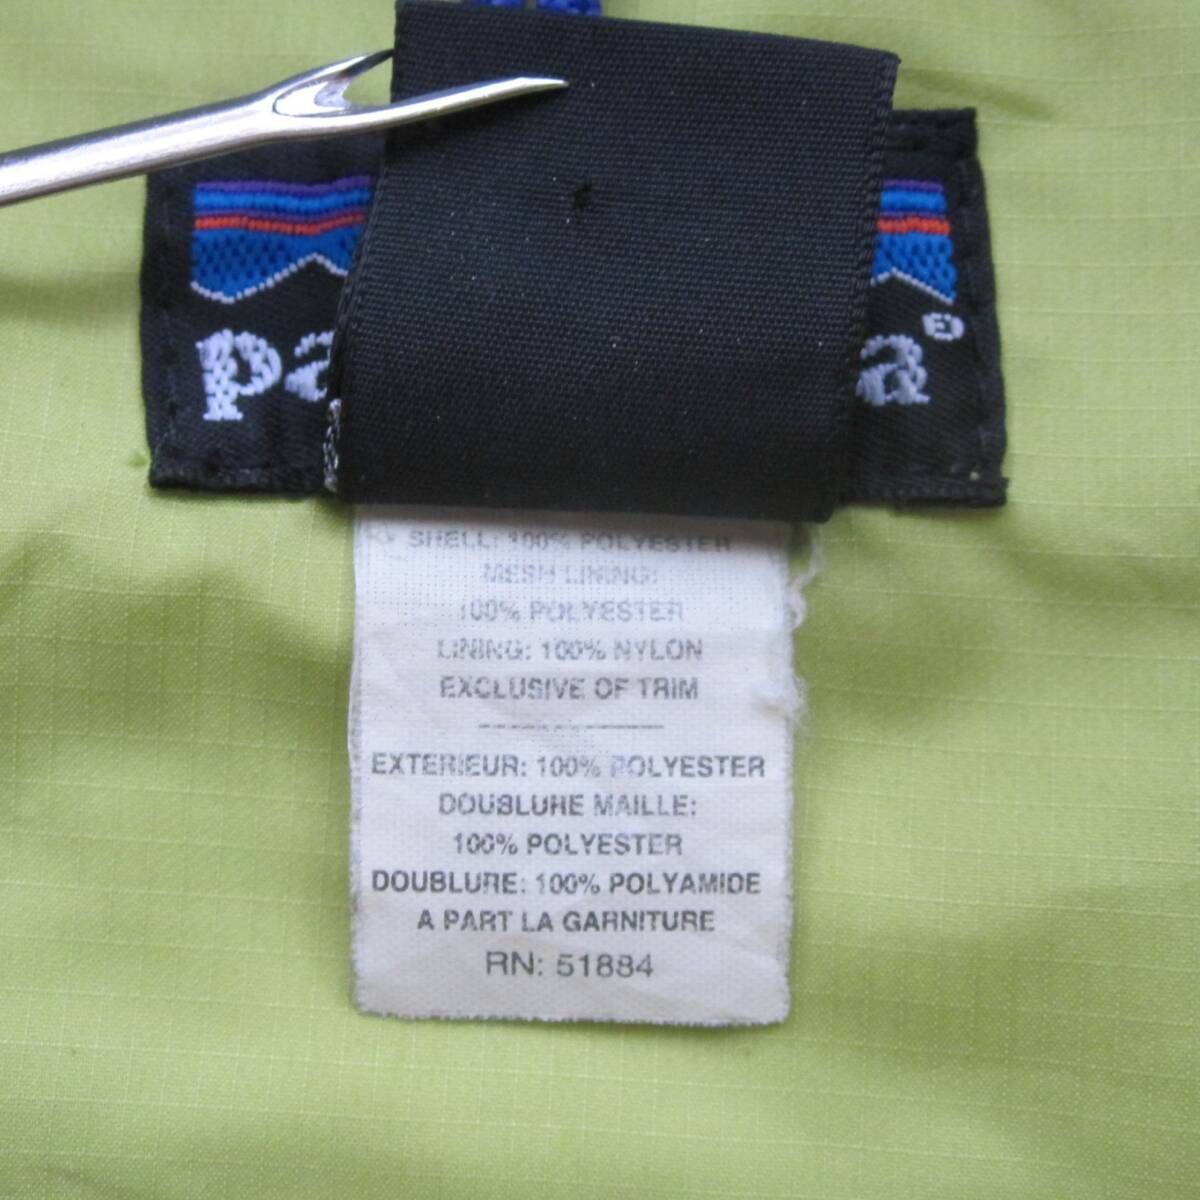 pa a®
SHELL: 100% POLYESTER
MESH LINING:
100% POLYESTER
LINING: 100% NYLON
EXCLUSIVE OF TRIM
EXTERIEUR: 100% POLYESTER
DOUBLURE MAILLE:
100% POLYESTER
DOUBLURE: 100% POLYAMIDE
A PART LA GARNITURE
RN: 51884